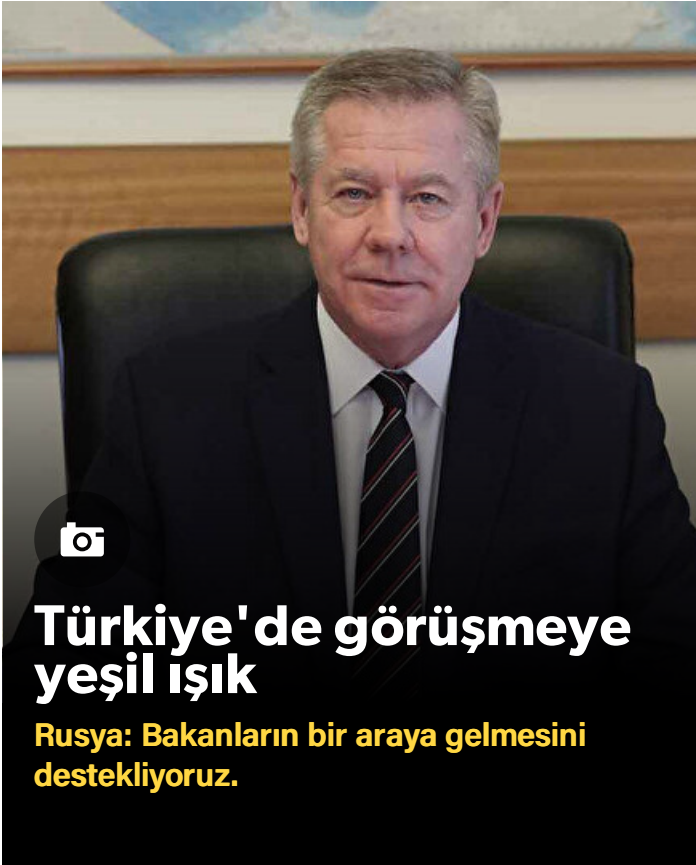 Türkiye'de görüşmeye
yeşil ışık
Rusya: Bakanların bir araya gelmesini
destekliyoruz.